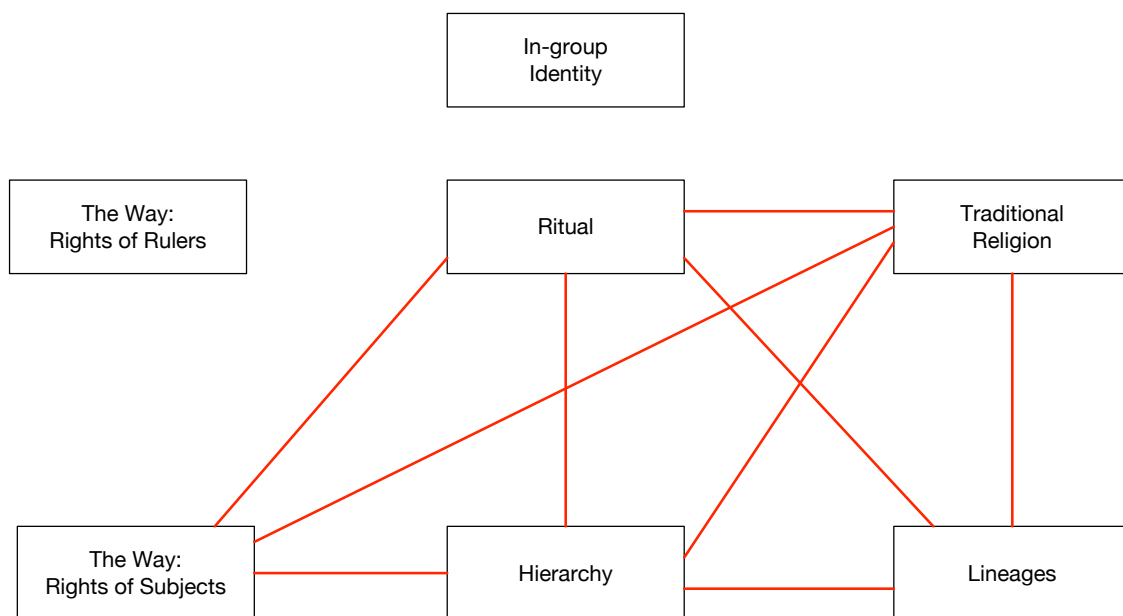 In-group
Identity
The Way:
Rights of Rulers
Ritual
Traditional
Religion
The Way:
Rights of Subjects
Hierarchy
Lineages